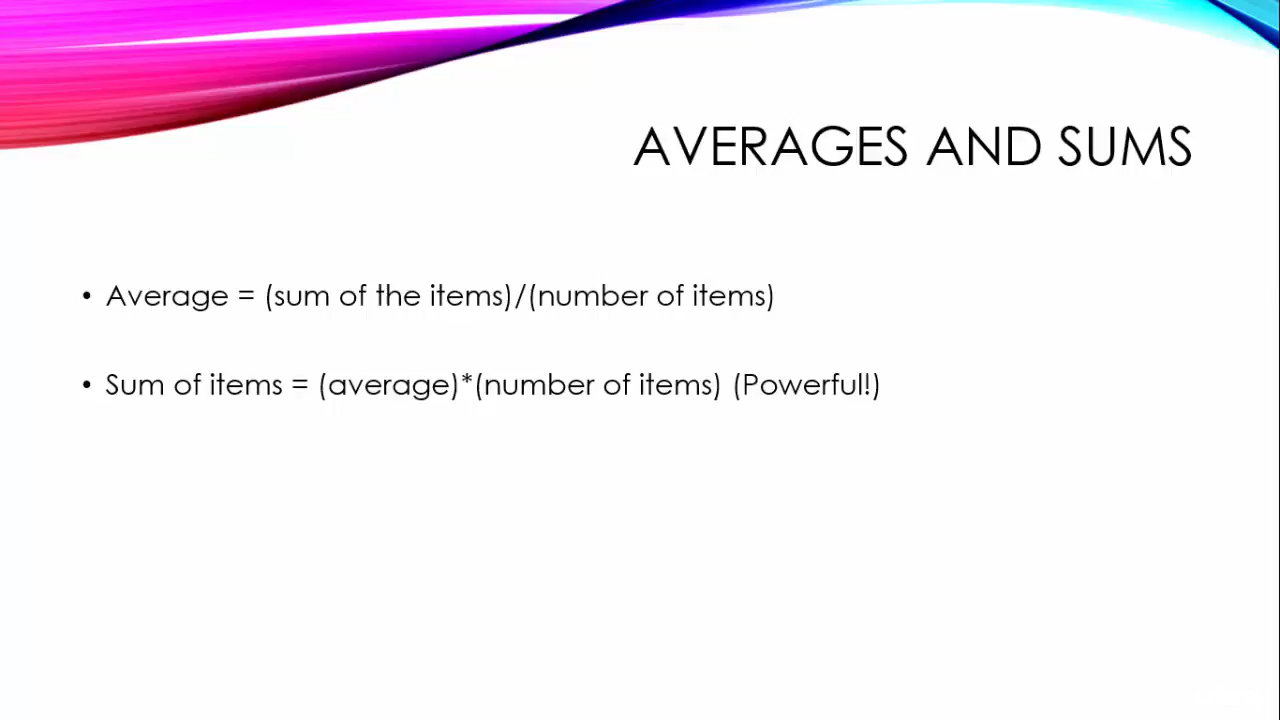 AVERAGES AND SUMS
• Average = (sum of the items)/(number of items)
• Sum of items = (average)*(number of items) (Powerful!)